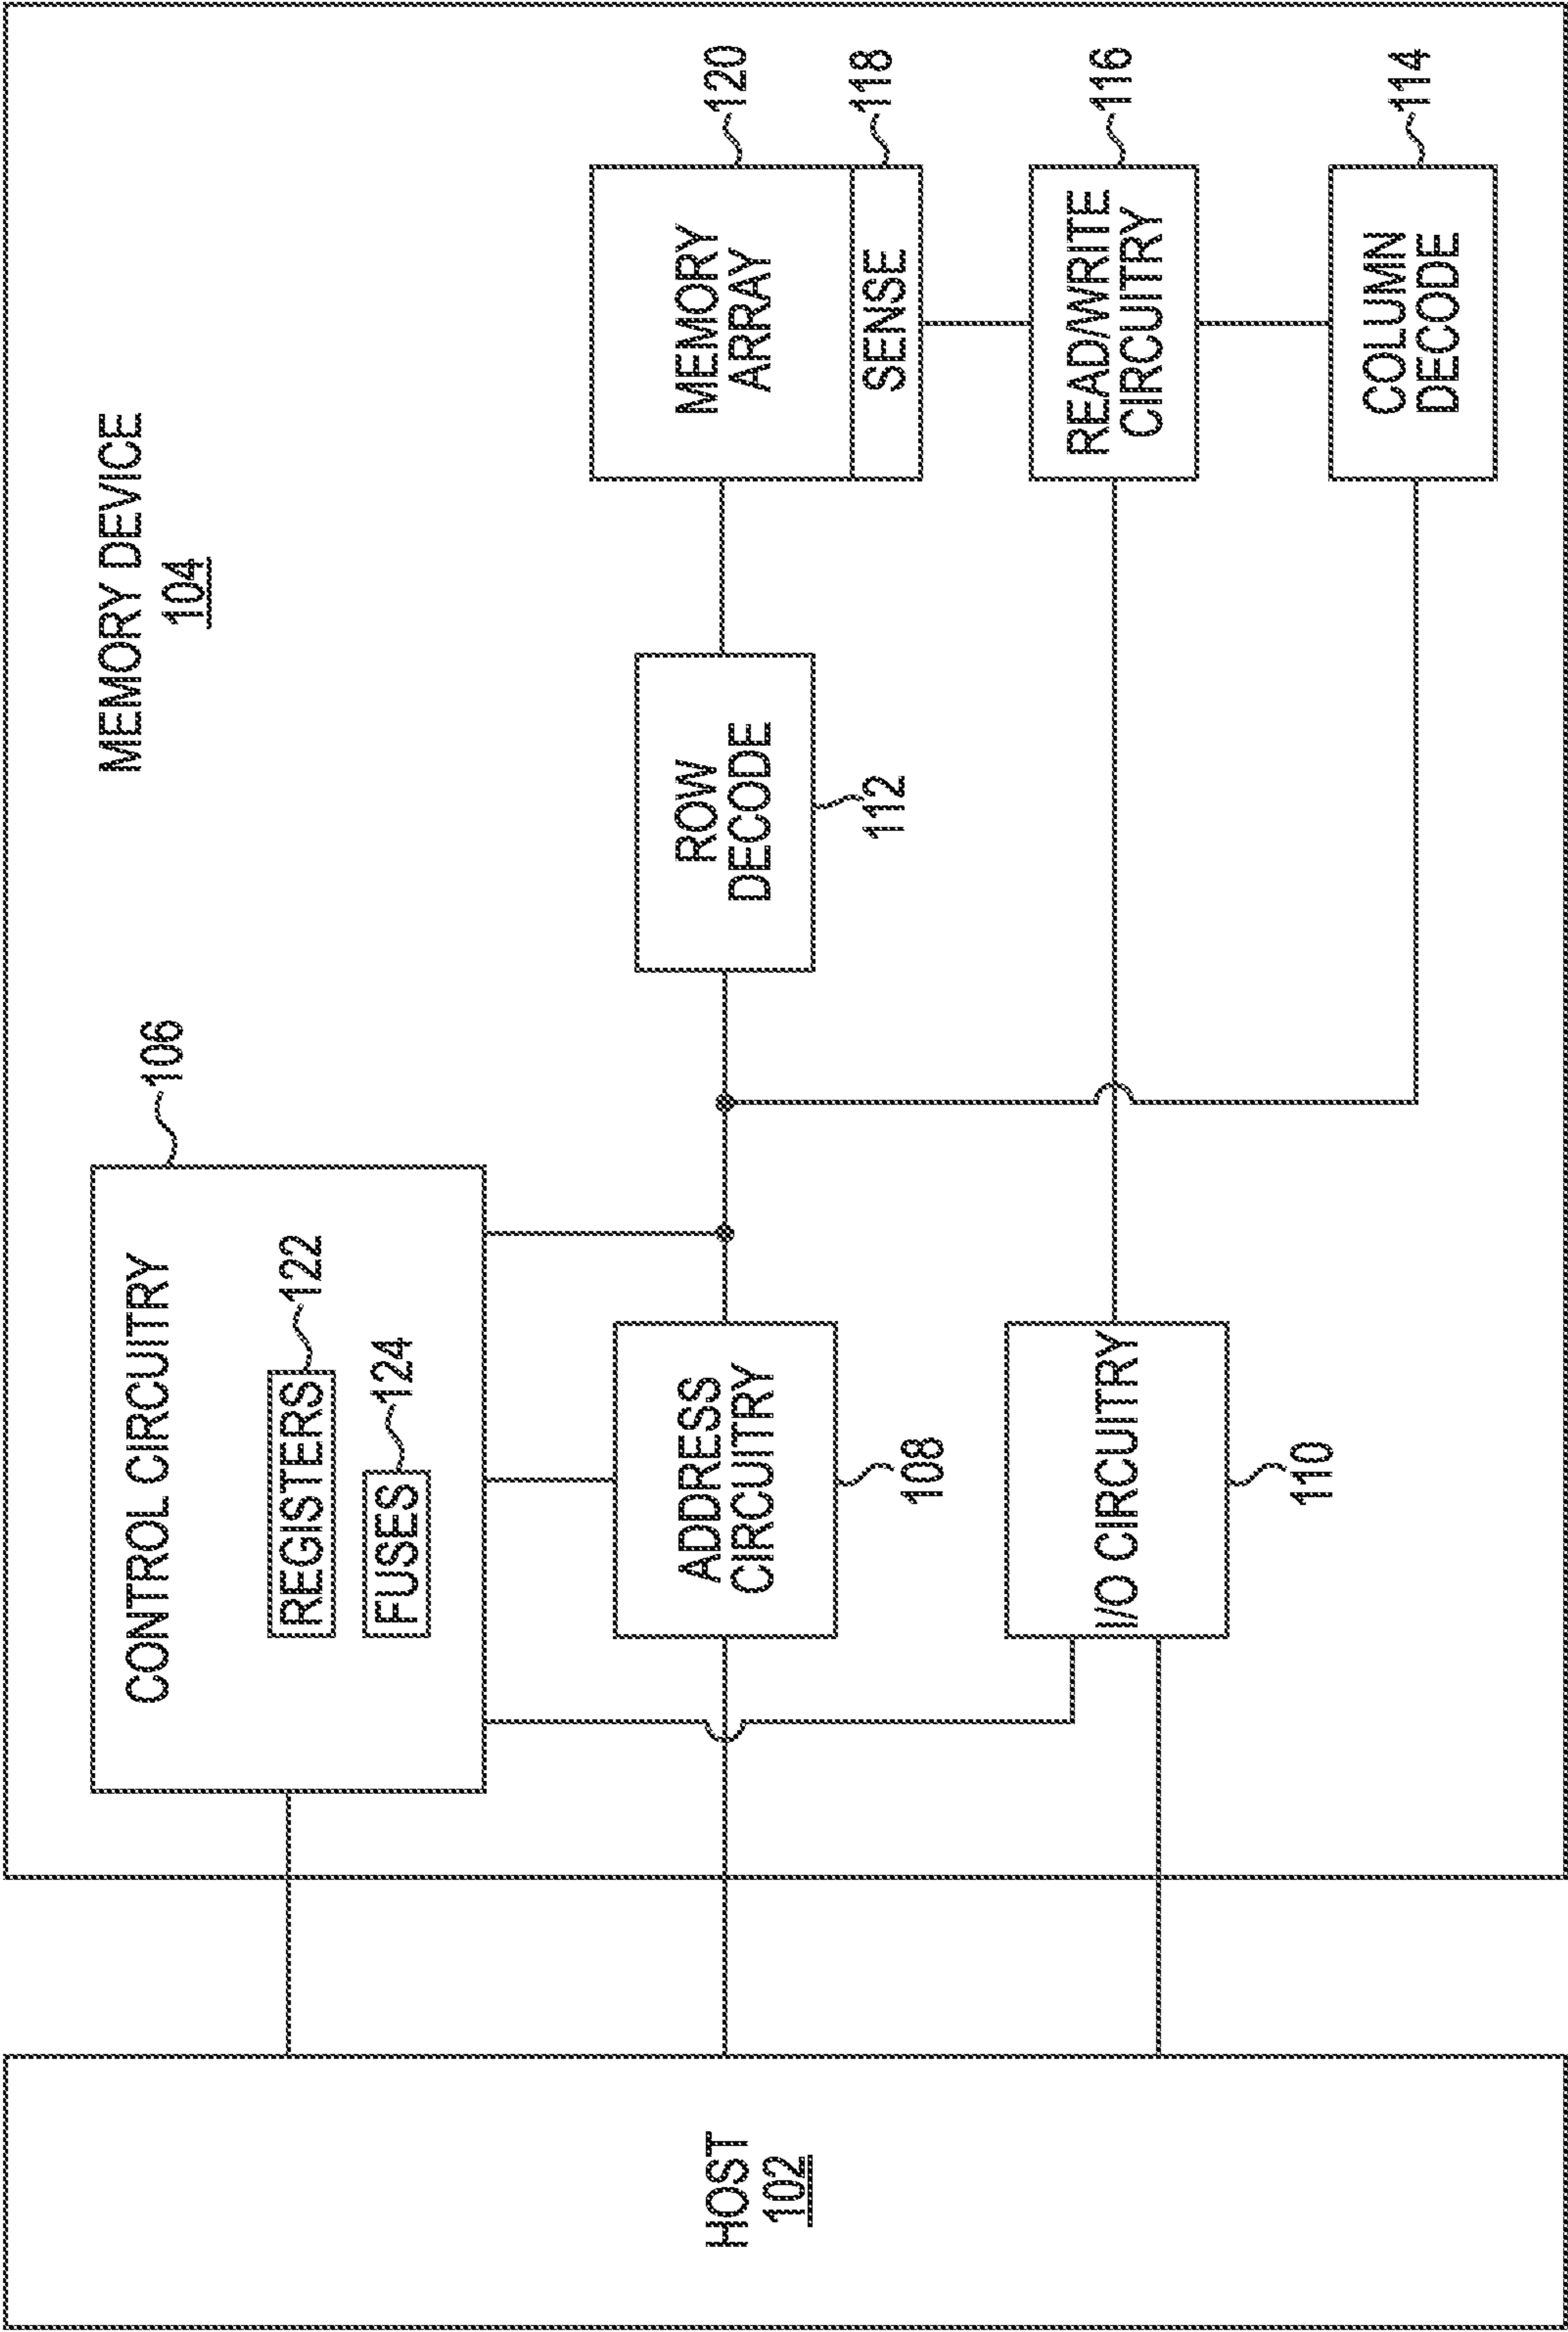 MEMORY DEVICE
104
HOST
102
CONTROL CIRCUITRY
106
REGISTERS
122
FUSES
124
ADDRESS
CIRCUITRY
108
I/O CIRCUITRY
110
ROW
DECODE
112
MEMORY
ARRAY
120
SENSE
118
READ/WRITE
CIRCUITRY
116
COLUMN
DECODE
114